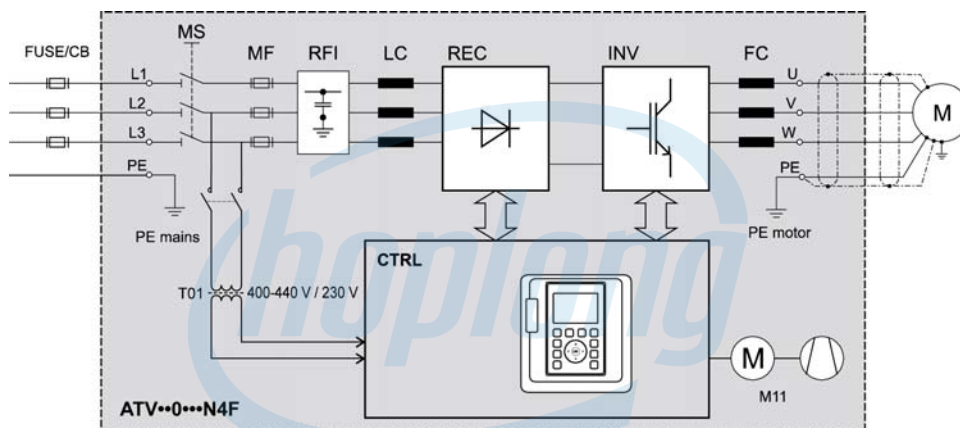 FUSE/CB
MS
MF
RFI
LC
REC
INV
FC
L1
L2
L3
PE
U
V
W
PE
M
PE mains
PE motor
T01
400-440 V / 230 V
CTRL
M
M11
ATV••0•••N4F
hoplong